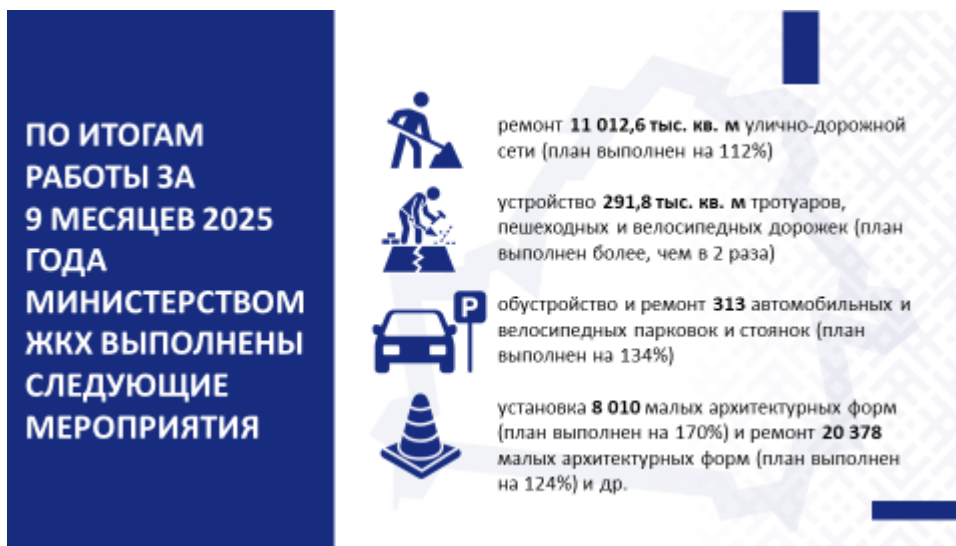 ПО ИТОГАМ
РАБОТЫ ЗА
9 МЕСЯЦЕВ 2025
ГОДА
МИНИСТЕРСТВОМ
ЖКХ ВЫПОЛНЕНЫ
СЛЕДУЮЩИЕ
МЕРОПРИЯТИЯ
ремонт 11 012,6 тыс. кв. м улично-дорожной
сети (план выполнен на 112%)
устройство 291,8 тыс. кв. м тротуаров,
пешеходных и велосипедных дорожек (план
выполнен более, чем в 2 раза)
P
обустройство и ремонт 313 автомобильных и
велосипедных парковок и стоянок (план
выполнен на 134%)
установка 8 010 малых архитектурных форм
(план выполнен на 170%) и ремонт 20 378
малых архитектурных форм (план выполнен
на 124%) и др.